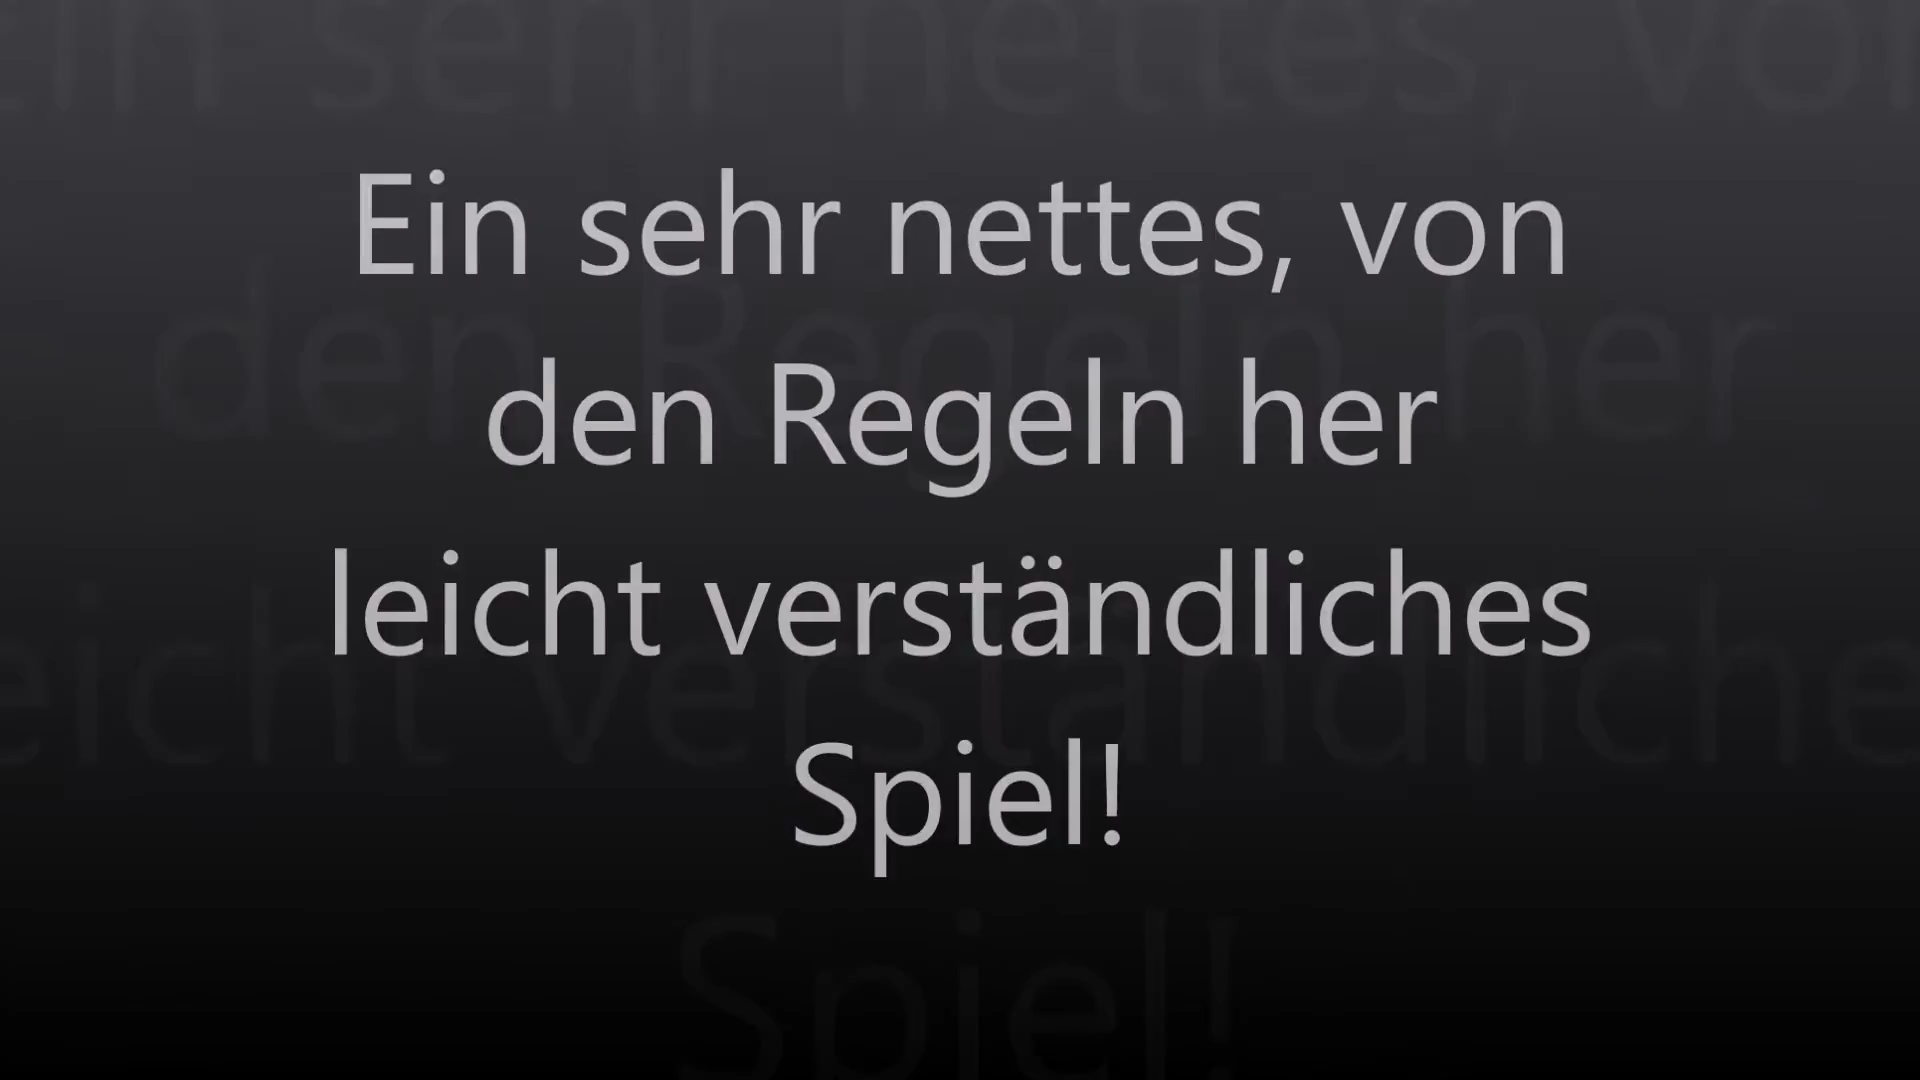 Ein sehr nettes, von
den Regeln her
leicht verständliches
Spiel!